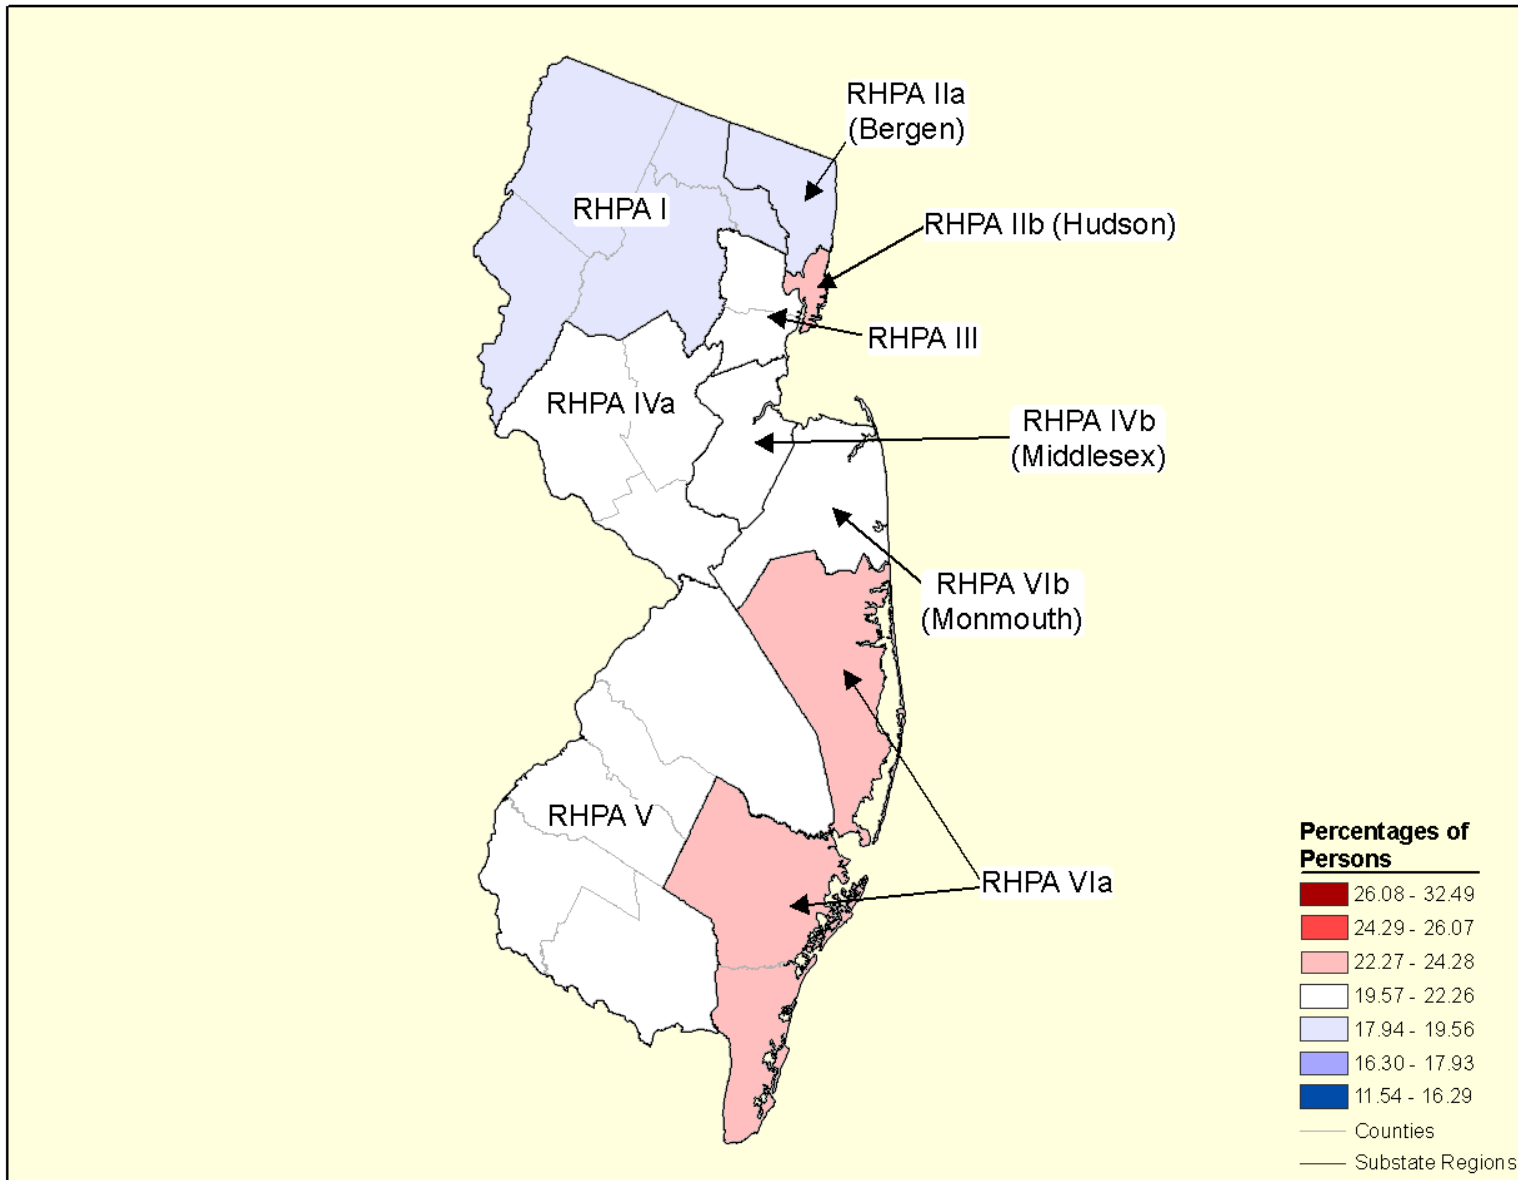 RHPA IIa
(Bergen)
RHPA I
RHPA IIb (Hudson)
RHPA III
RHPA IVa
RHPA IVb
(Middlesex)
RHPA VIb
(Monmouth)
RHPA V
RHPA VIa
Percentages of
Persons
26.08 - 32.49
24.29 - 26.07
22.27 - 24.28
19.57 - 22.26
17.94 - 19.56
16.30 - 17.93
11.54 - 16.29
Counties
Substate Regions